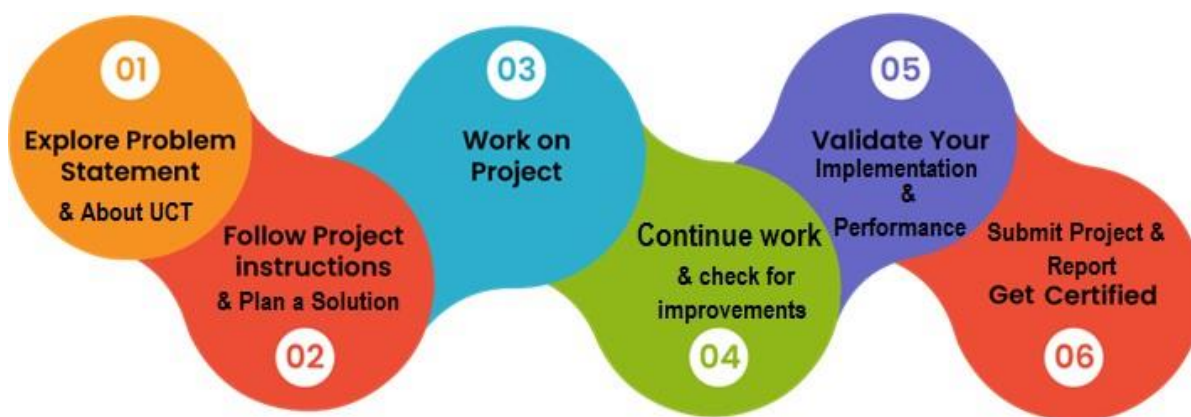 01
Explore Problem
Statement
& About UCT
Follow Project
instructions
& Plan a Solution
02
03
Work on
Project
Continue work
& check for
improvements
04
05
Validate Your
Implementation
&
Performance
Submit Project &
Report
Get Certified
06